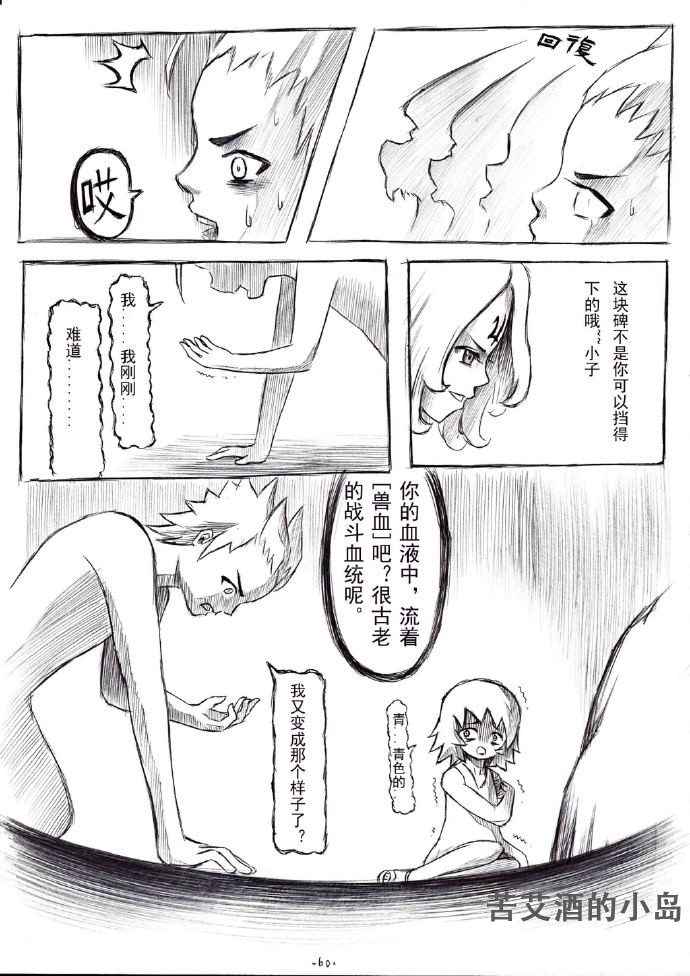 回復
哎
这块碑不是你可以挡得
下的哦~~小子
我....
我刚刚....
难道........
你的血液中，流着
[兽血]吧？很古老
的战斗血统呢。
我又变成那个样子了？
青...
青色的....
苦艾酒的小岛
-60-